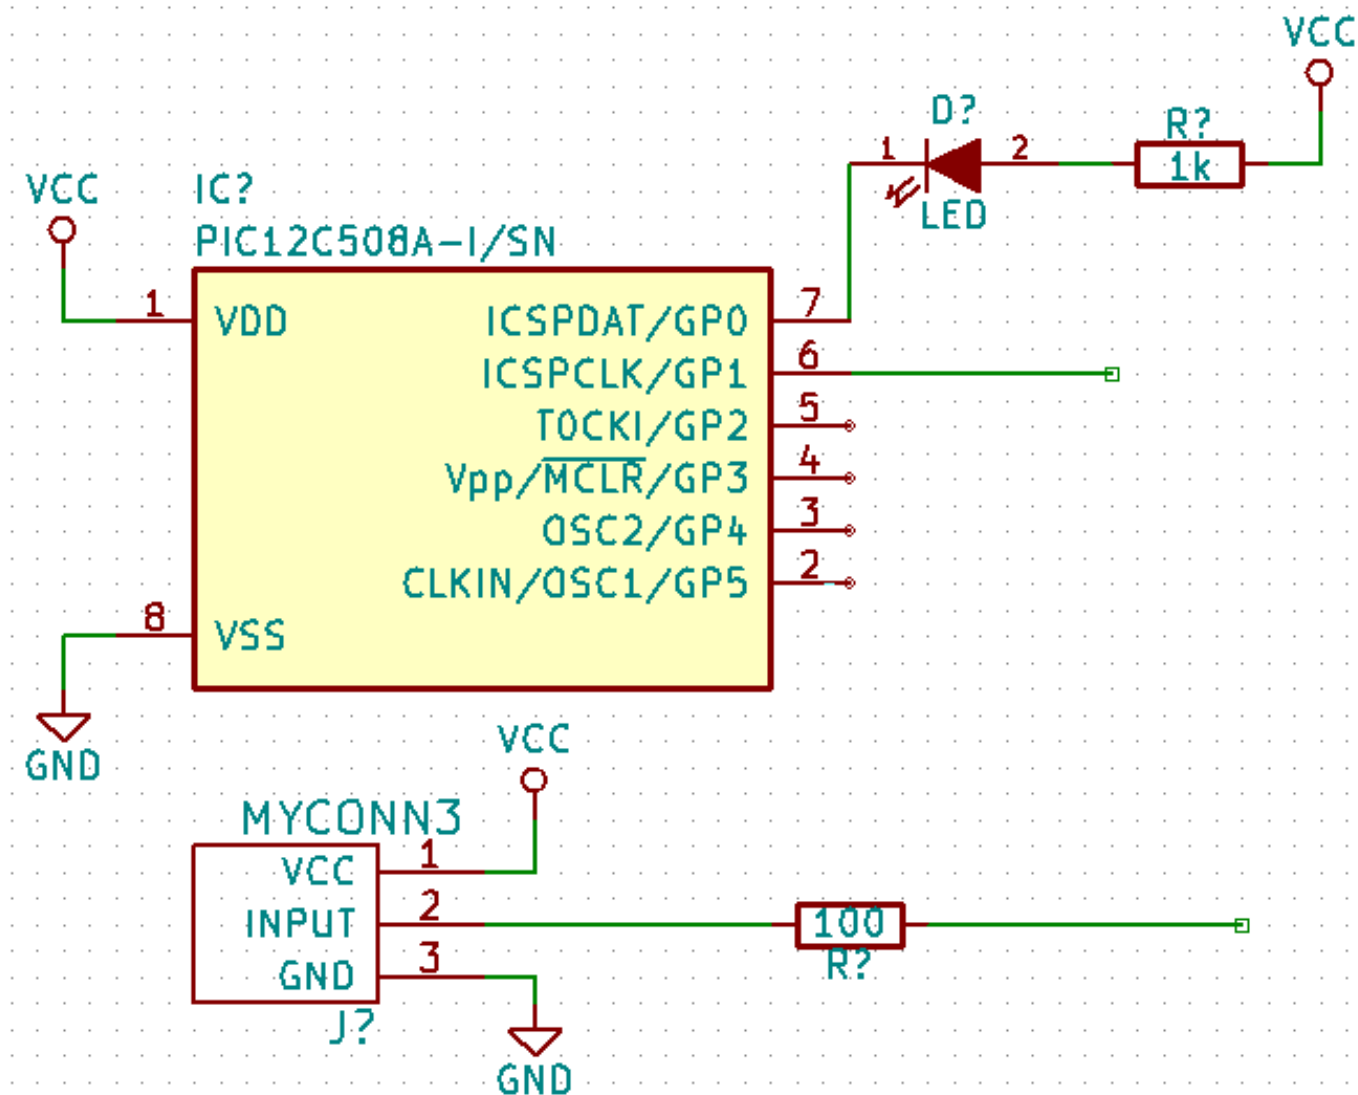 VCC
D?
R?
1
2
1k
LED
VCC
IC?
PIC12C508A-I/SN
1
VDD
ICSPDAT/GP0
7
ICSPCLK/GP1
6
T0CKI/GP2
5
Vpp/MCLR/GP3
4
OSC2/GP4
3
CLKIN/OSC1/GP5
2
8
VSS
GND
VCC
MYCONN3
VCC
1
INPUT
2
100
R?
GND
3
J?
GND